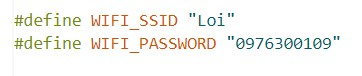 #define WIFI_SSID "Loi"
#define WIFI_PASSWORD "0976300109"